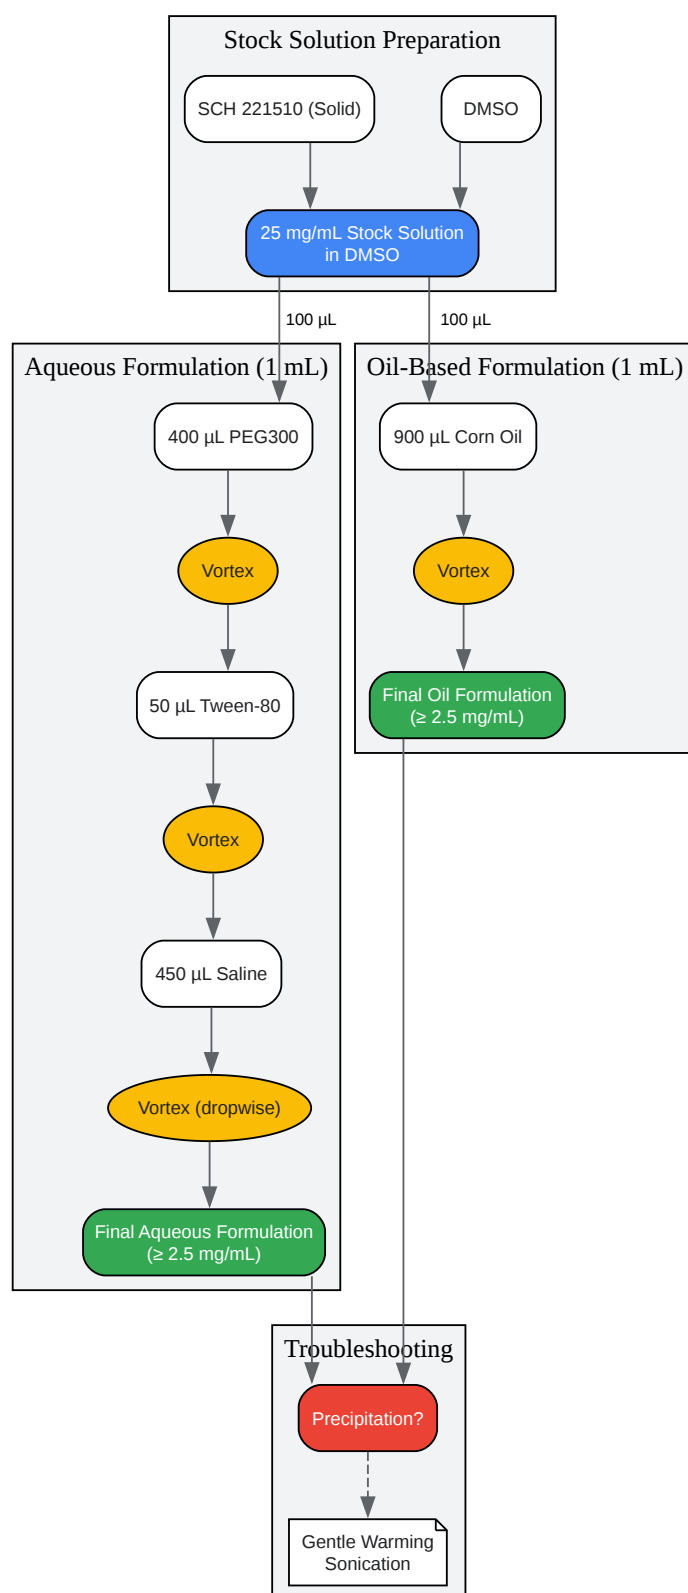 Stock Solution Preparation
SCH 221510 (Solid)
DMSO
25 mg/mL Stock Solution
in DMSO
100 µL
100 µL
Aqueous Formulation (1 mL)
400 µL PEG300
Vortex
50 µL Tween-80
Vortex
450 µL Saline
Vortex (dropwise)
Final Aqueous Formulation
(≥ 2.5 mg/mL)
Oil-Based Formulation (1 mL)
900 µL Corn Oil
Vortex
Final Oil Formulation
(≥ 2.5 mg/mL)
Troubleshooting
Precipitation?
Gentle Warming
Sonication